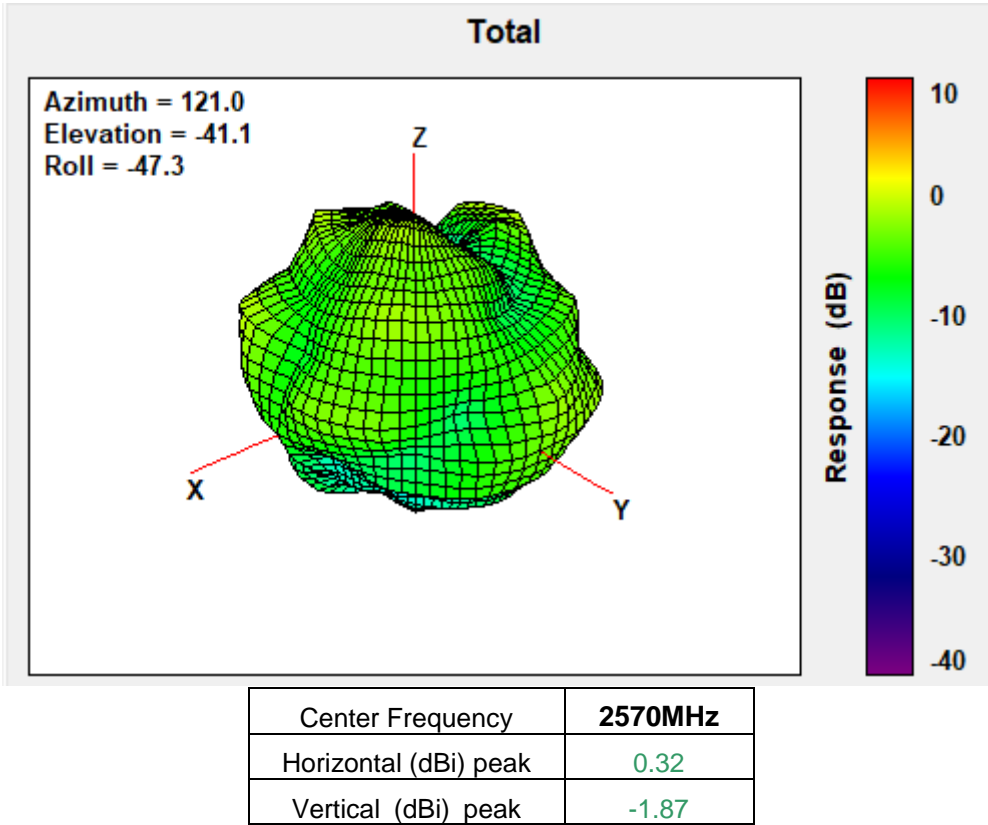 Total
Azimuth = 121.0
Elevation = -41.1
Roll = -47.3
Z
X
Y
10
0
-10
-20
-30
-40
Response (dB)
Center Frequency 2570MHz
Horizontal (dBi) peak 0.32
Vertical (dBi) peak -1.87